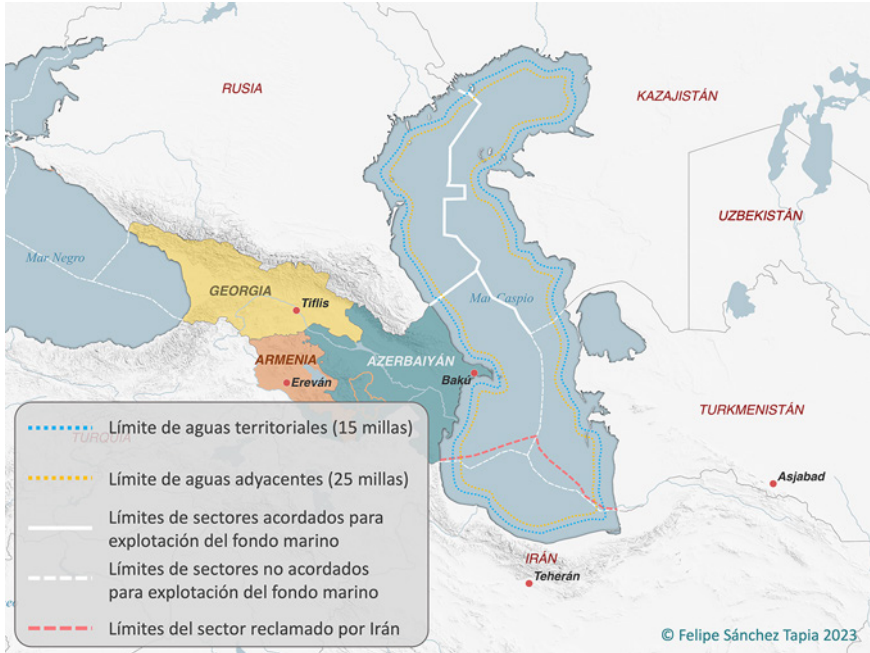 RUSIA
KAZAJISTÁN
UZBEKISTÁN
Mar Negro
GEORGIA
Tiflis
Mar Caspio
ARMENIA
AZERBAIYÁN
Ereván
Bakú
TURKMENISTÁN
TURQUÍA
Asjabad
IRÁN
Teherán
Límite de aguas territoriales (15 millas)
Límite de aguas adyacentes (25 millas)
Límites de sectores acordados para
explotación del fondo marino
Límites de sectores no acordados
para explotación del fondo marino
Límites del sector reclamado por Irán
© Felipe Sánchez Tapia 2023